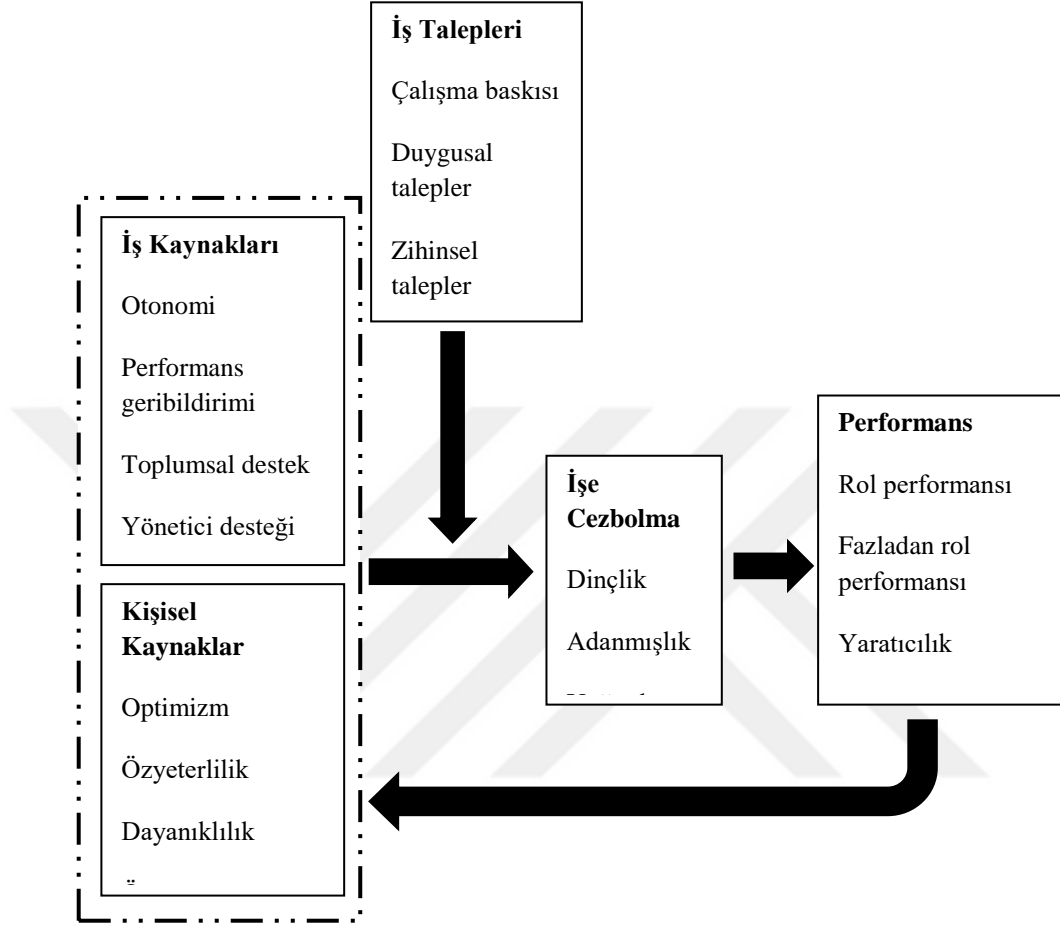 İş Talepleri
Çalışma baskısı
Duygusal
talepler
Zihinsel
talepler
İş Kaynakları
Otonomi
Performans
geribildirimi
Toplumsal destek
Yönetici desteği
Kişisel
Kaynaklar
Optimizm
Özyeterlilik
Dayanıklılık
İşe
Cezbolma
Dinçlik
Adanmışlık
Performans
Rol performansı
Fazladan rol
performansı
Yaratıcılık